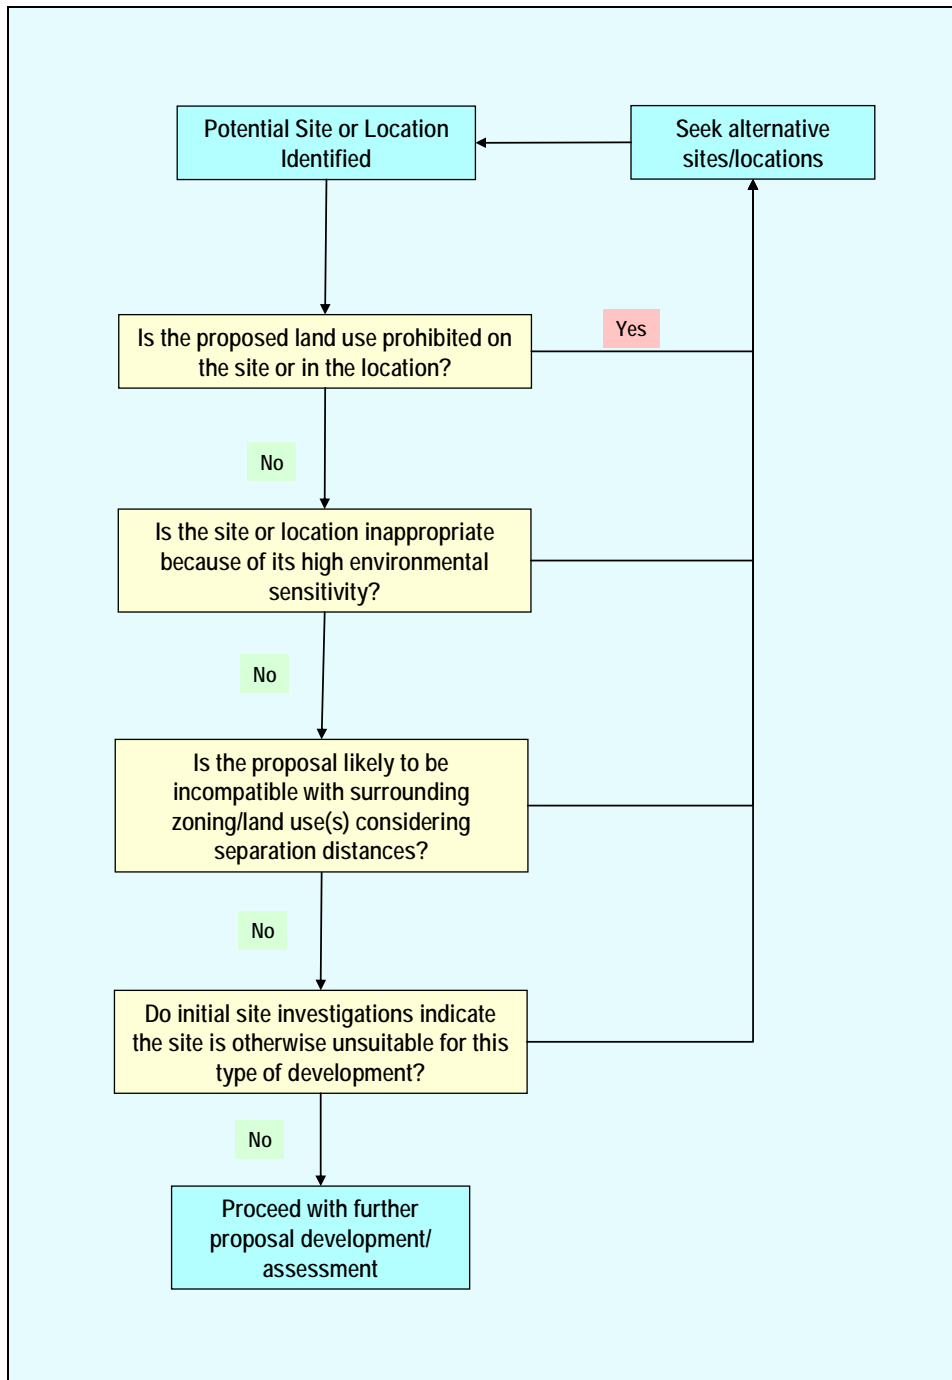 Potential Site or Location
Identified
Seek alternative
sites/locations
Is the proposed land use prohibited on
the site or in the location?
Yes
No
Is the site or location inappropriate
because of its high environmental
sensitivity?
No
Is the proposal likely to be
incompatible with surrounding
zoning/land use(s) considering
separation distances?
No
Do initial site investigations indicate
the site is otherwise unsuitable for this
type of development?
No
Proceed with further
proposal development/
assessment